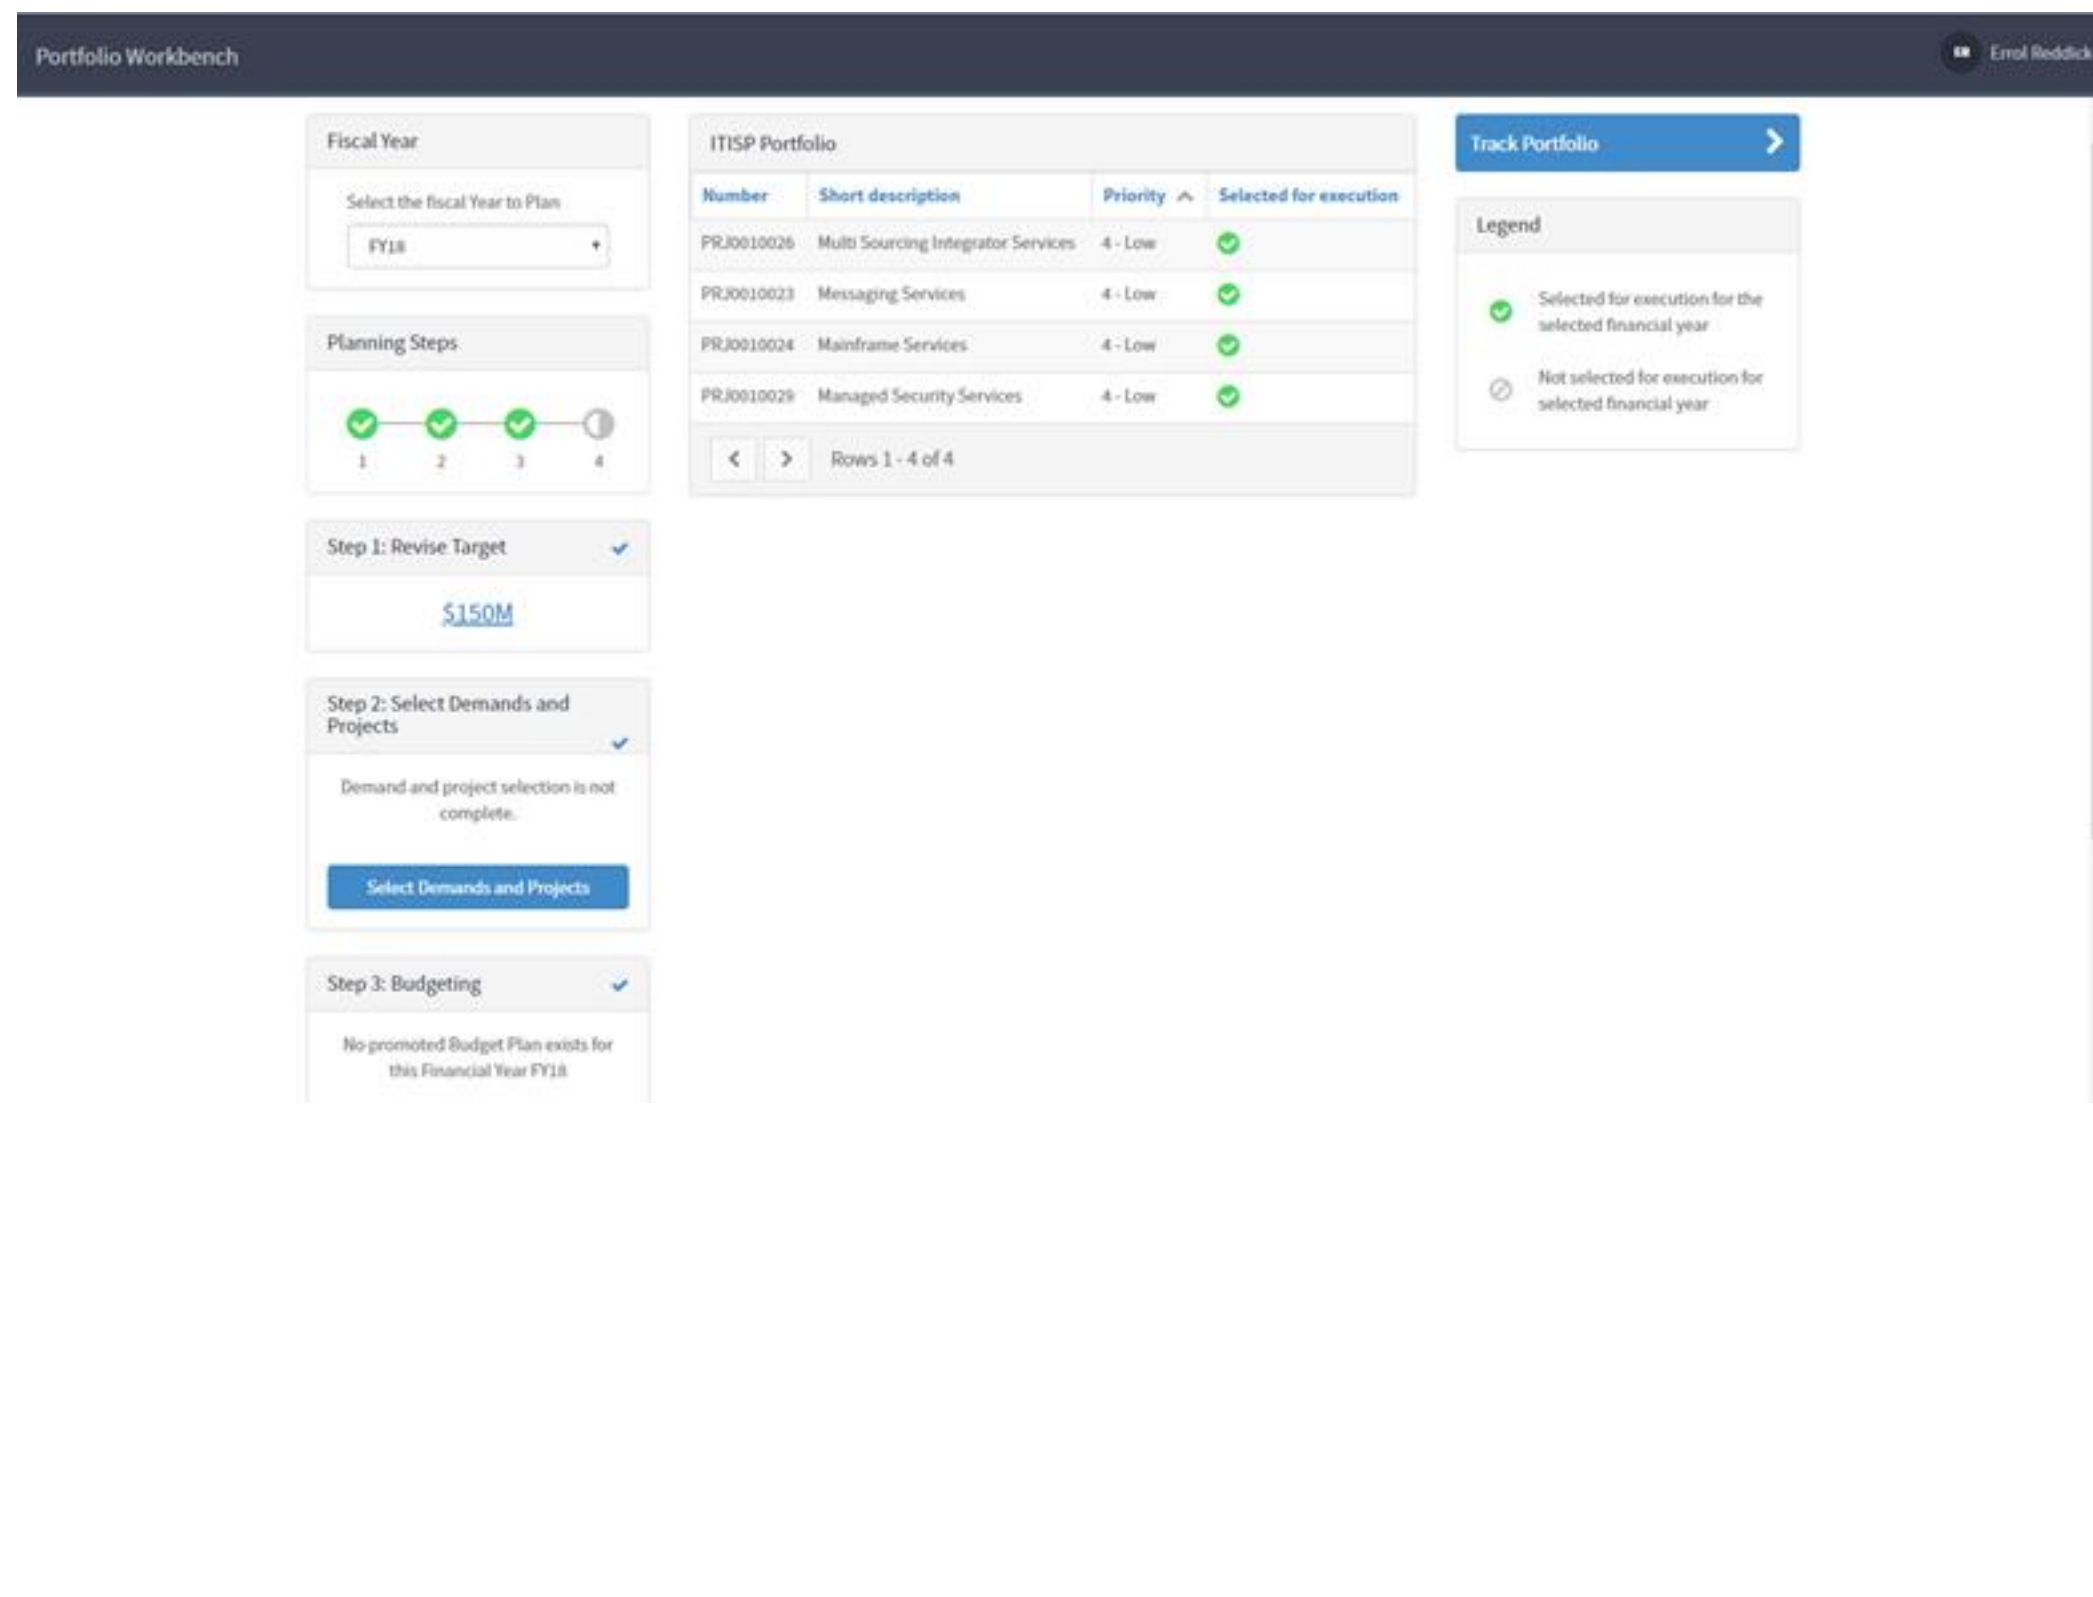 Portfolio Workbench
ER Errol Reddick
Fiscal Year
Select the fiscal Year to Plan
FY18
Planning Steps
1 2 3 4
Step 1: Revise Target
$150M
Step 2: Select Demands and
Projects
Demand and project selection is not
complete.
Select Demands and Projects
Step 3: Budgeting
No promoted Budget Plan exists for
this Financial Year FY18
ITISP Portfolio
Number Short description Priority Selected for execution
PRJ0010026 Multi Sourcing Integrator Services 4 - Low
PRJ0010023 Messaging Services 4 - Low
PRJ0010024 Mainframe Services 4 - Low
PRJ0010029 Managed Security Services 4 - Low
Rows 1 - 4 of 4
Track Portfolio
Legend
Selected for execution for the
selected financial year
Not selected for execution for
selected financial year